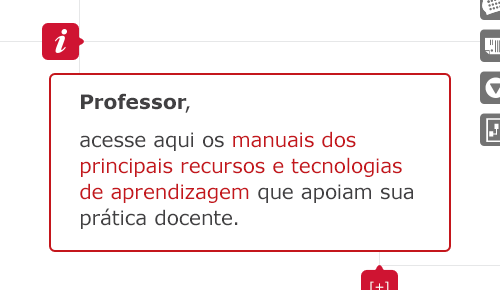 i
Professor,
acesse aqui os manuais dos
principais recursos e tecnologias
de aprendizagem que apoiam sua
prática docente.
[+]